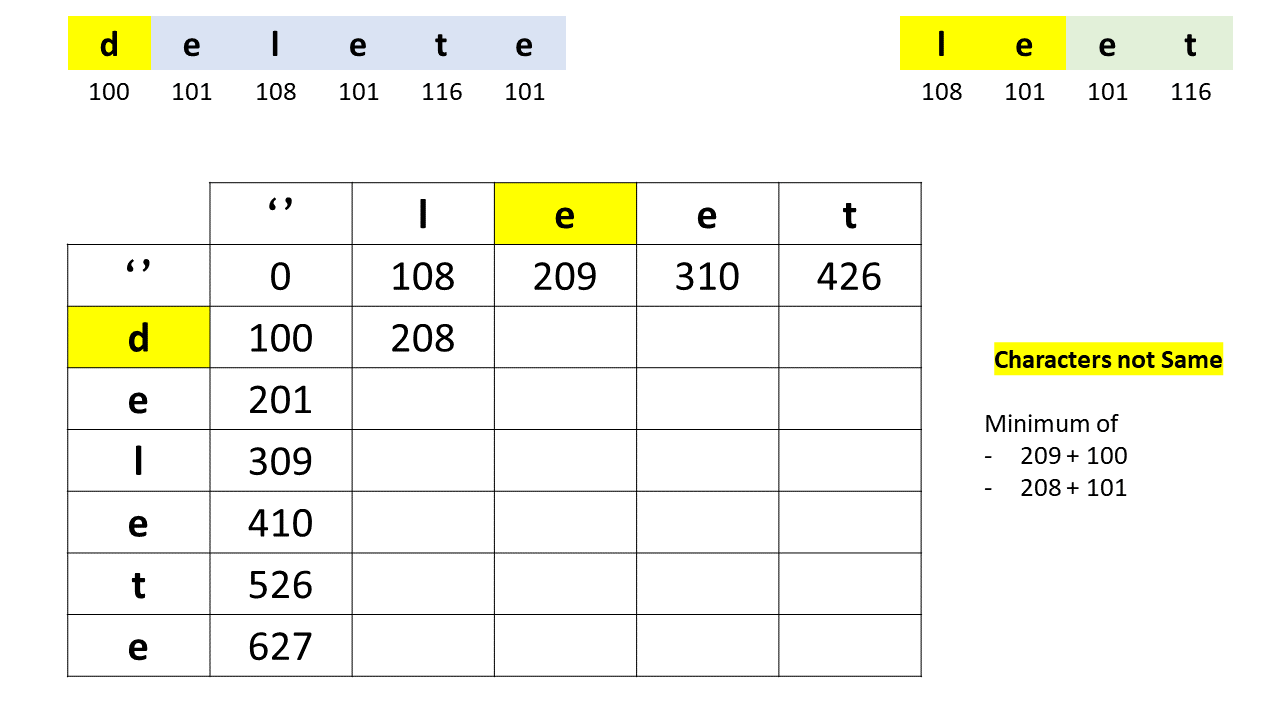 d e l e t e
100 101 108 101 116 101
l e e t
108 101 101 116
‘ ’ l e e t
‘ ’ 0 108 209 310 426
d 100 208
e 201
l 309
e 410
t 526
e 627
Characters not Same
Minimum of
- 209 + 100
- 208 + 101